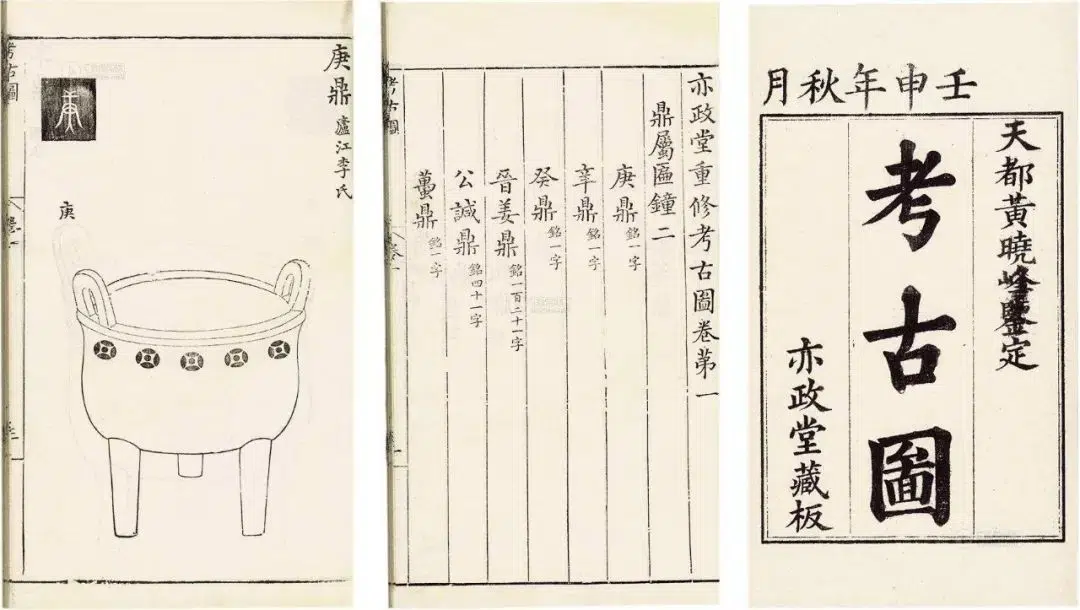 壬申年秋月
天都黃曉峰鑒定
考古圖
亦政堂藏板
亦政堂重修考古圖卷第一
鼎屬匾鐘二
庚鼎 銘一字
辛鼎 銘一字
癸鼎 銘一字
晉姜鼎 銘一百二十一字
公諴鼎 銘四十一字
蠆鼎 銘一字
考古圖 卷一
庚鼎 廬江李氏
庚
考古圖 卷一